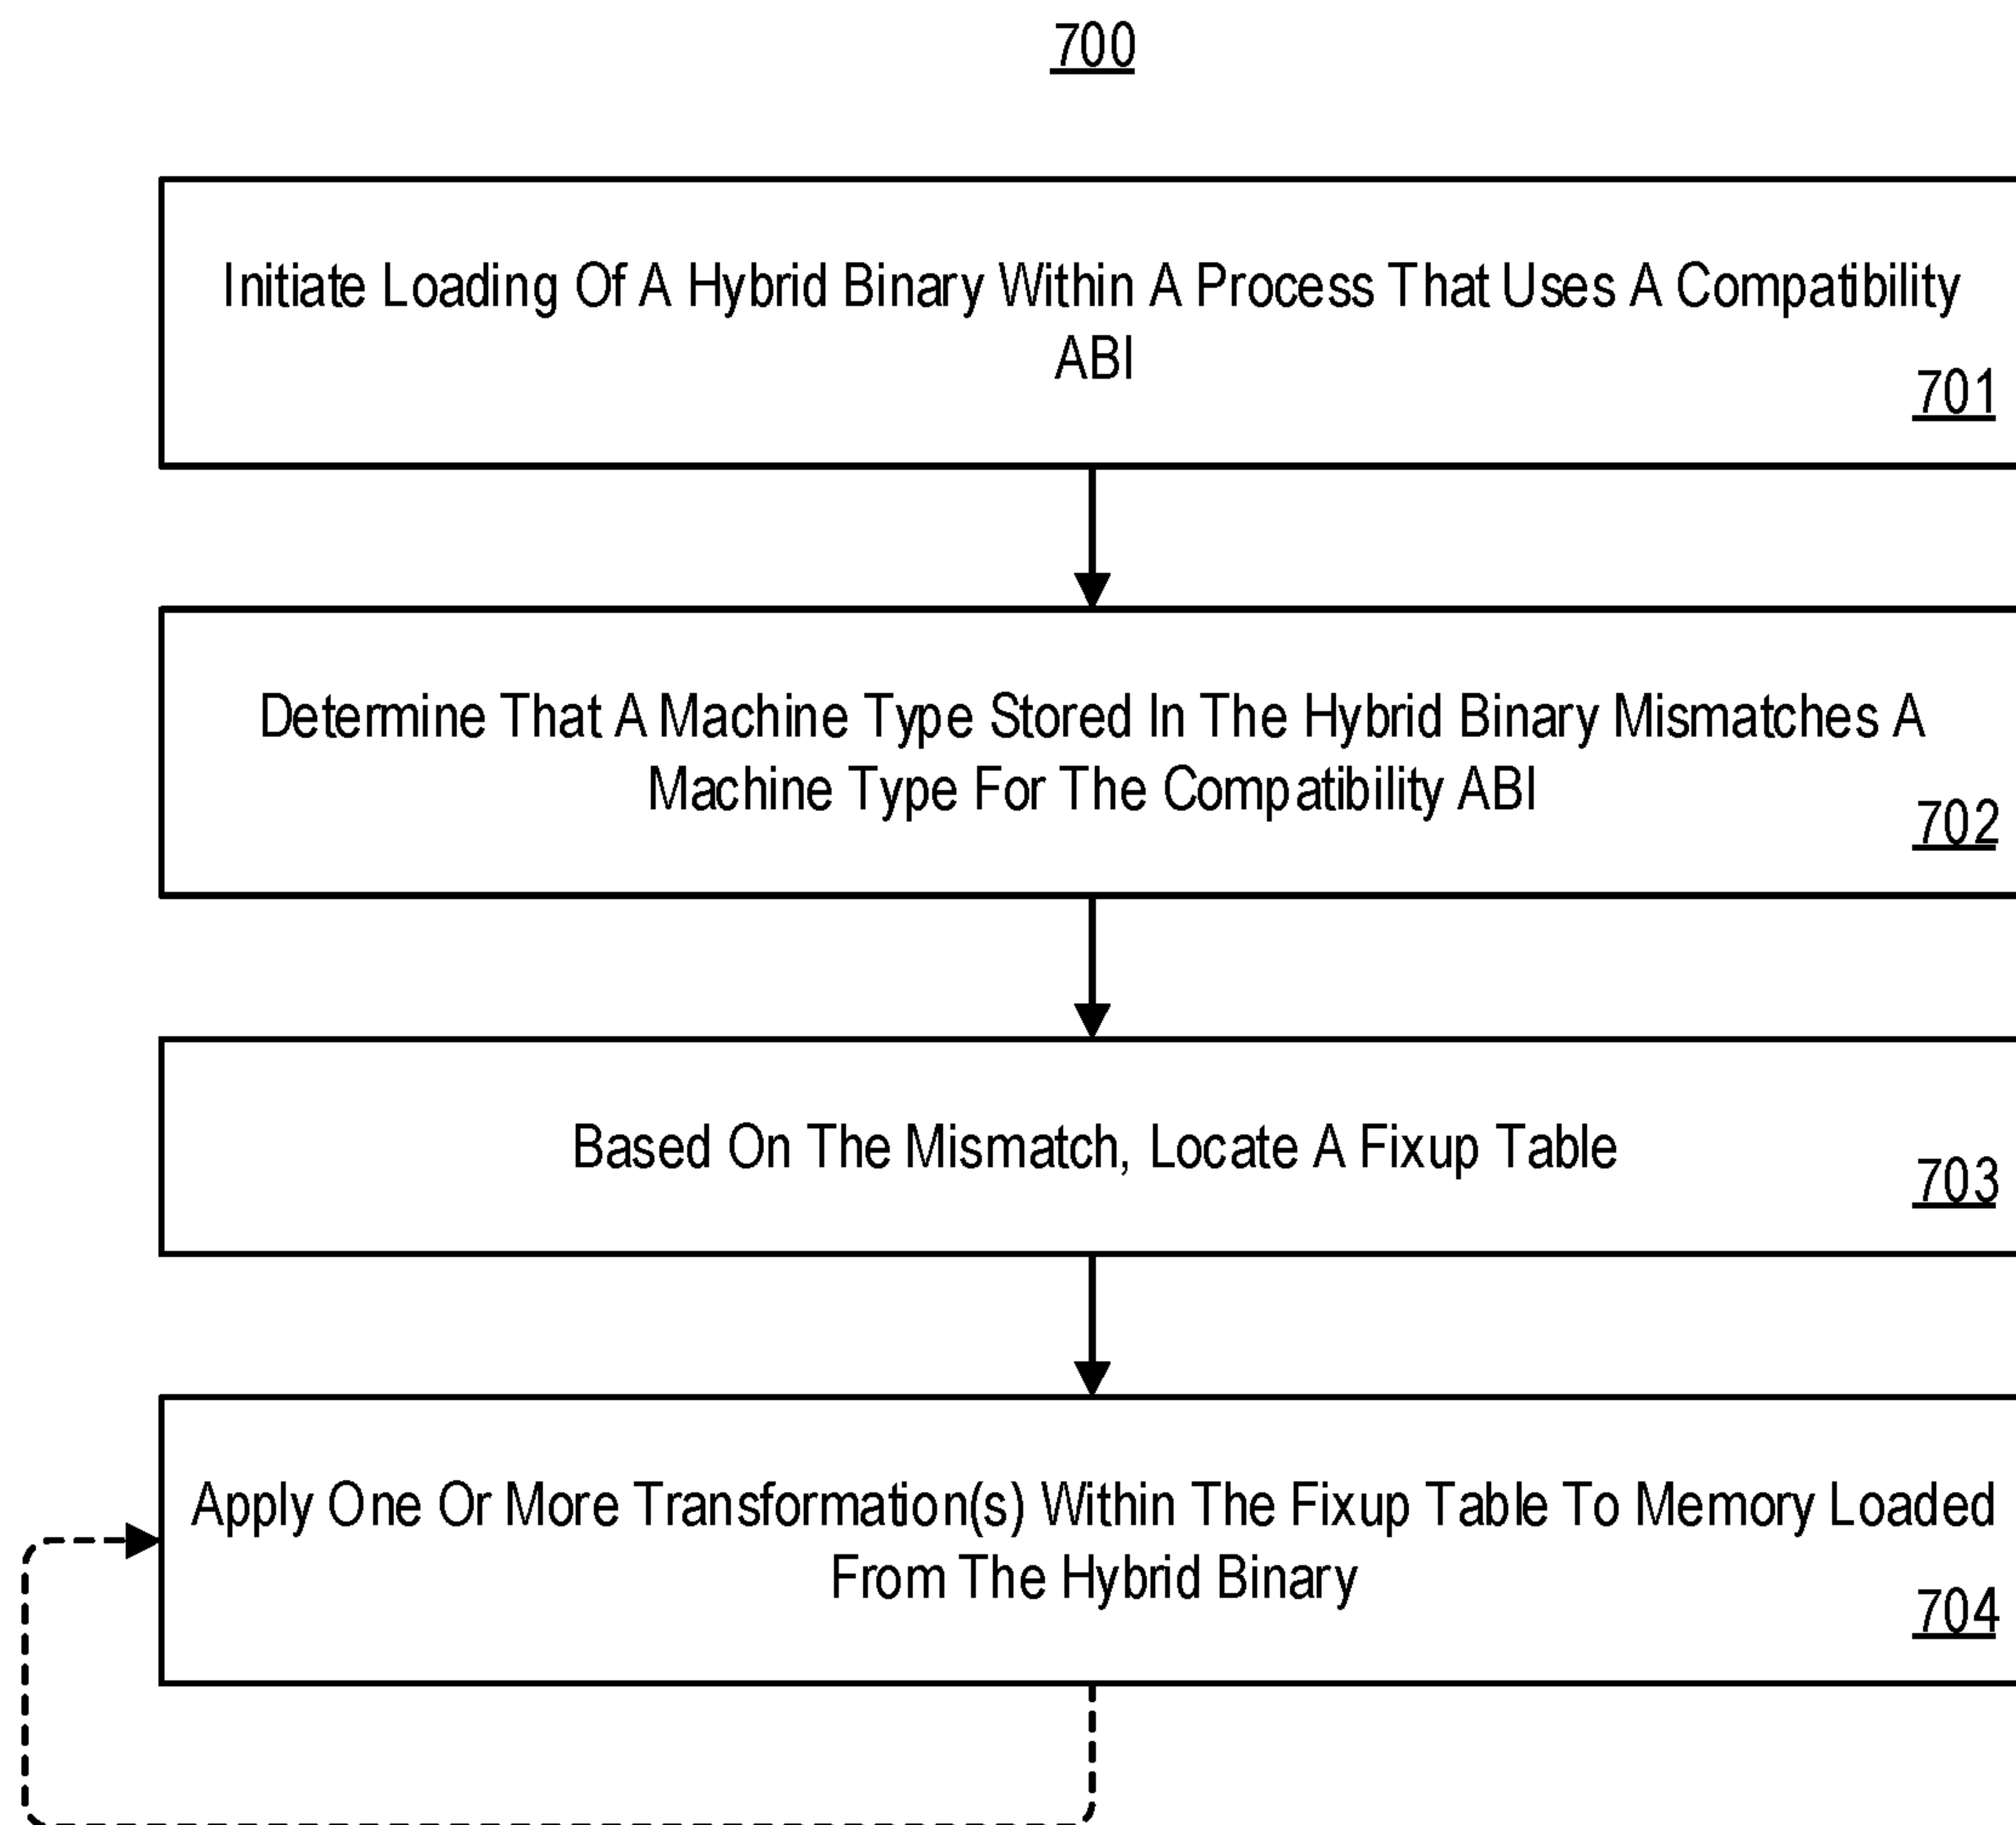 700
Initiate Loading Of A Hybrid Binary Within A Process That Uses A Compatibility
ABI
701
Determine That A Machine Type Stored In The Hybrid Binary Mismatches A
Machine Type For The Compatibility ABI
702
Based On The Mismatch, Locate A Fixup Table
703
Apply One Or More Transformation(s) Within The Fixup Table To Memory Loaded
From The Hybrid Binary
704